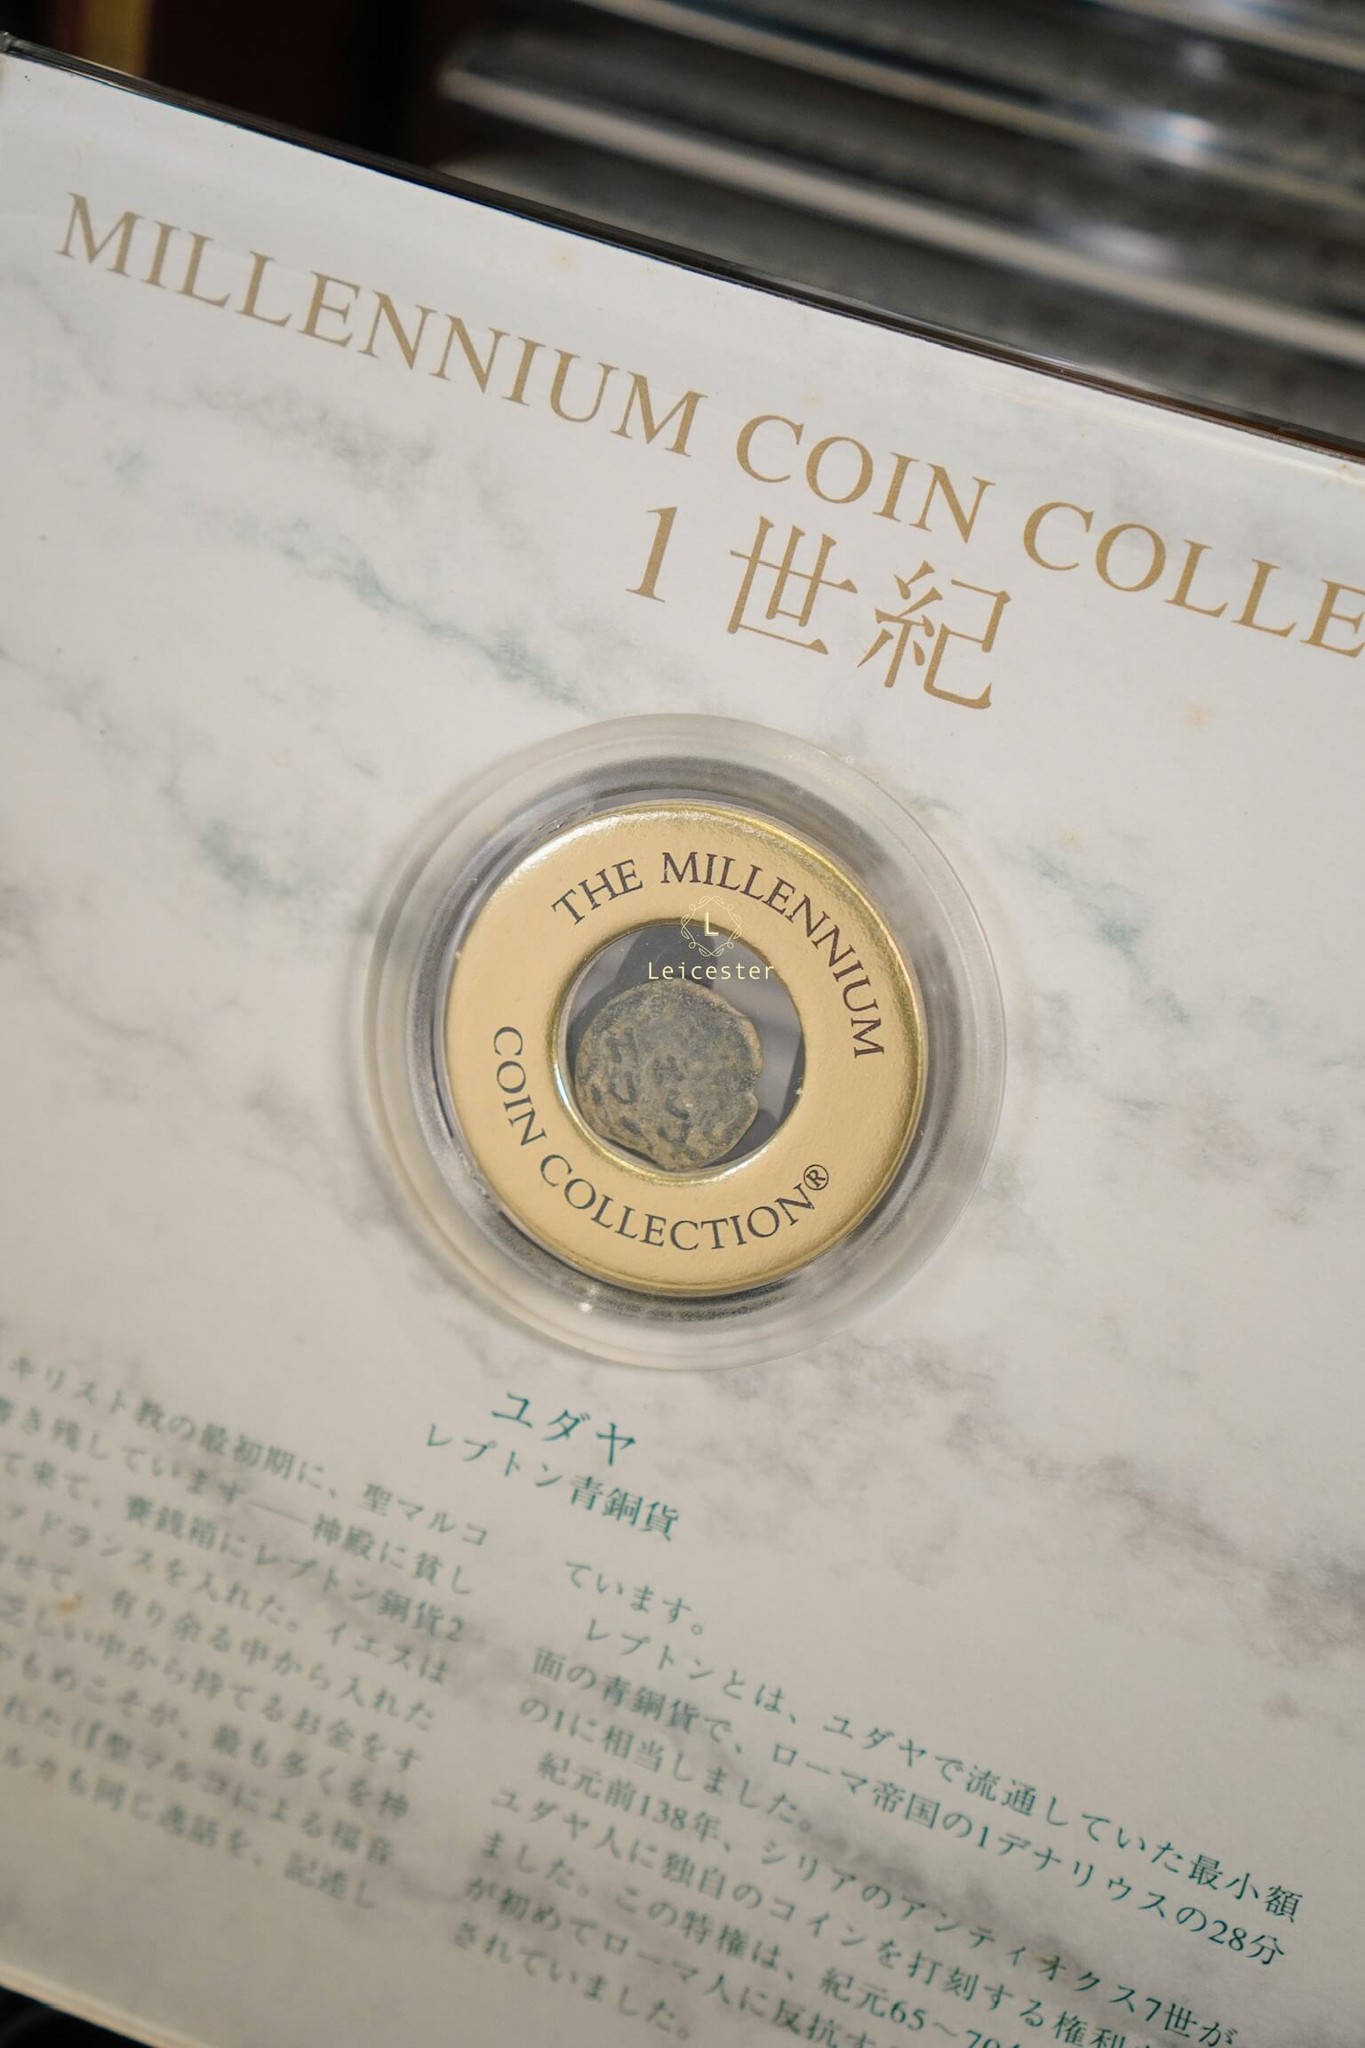 MILLENNIUM COIN COLLE
1世紀
THE MILLENNIUM
COIN COLLECTION®
L
Leicester
ユダヤ
レプトン青銅貨
キリスト教の最初期に、聖マルコ
書き残しています──神殿に貧し
て来て、賽銭箱にレプトン銅貨2
ァドランスを入れた。イエスは
せて、有り余る中から入れた
乏しい中から持てるお金をす
やもめこそが、最も多くを神
れた(『聖マルコによる福音
ルカも同じ逸話を、記述し
ています。
レプトンとは、ユダヤで流通していた最小額
面の青銅貨で、ローマ帝国の1デナリウスの28分
の1に相当しました。
紀元前138年、シリアのアンティオクス7世が
ユダヤ人に独自のコインを打刻する権利
ました。この特権は、紀元65～70
が初めてローマ人に反抗す
されていました。